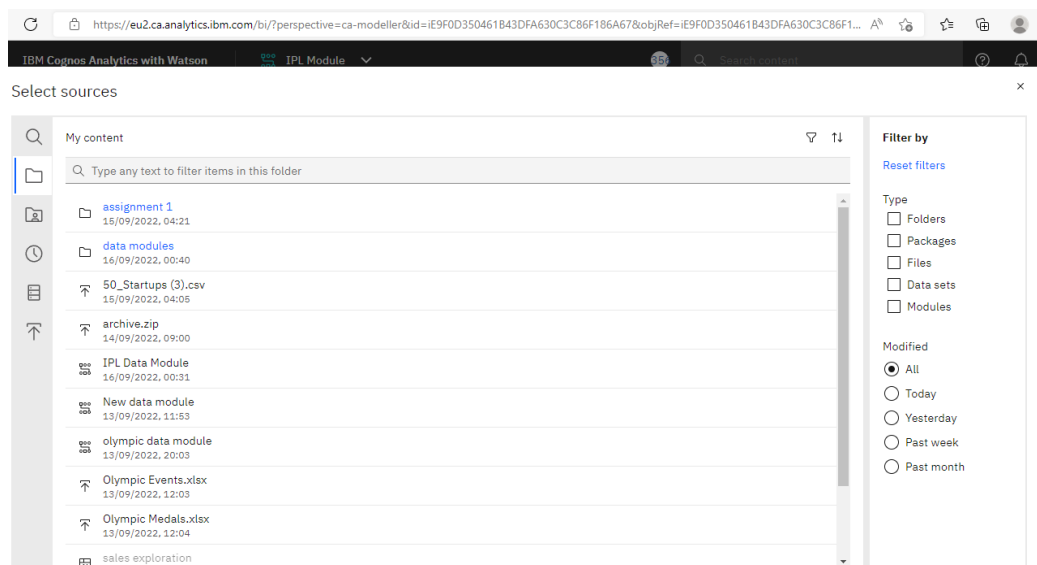 https://eu2.ca.analytics.ibm.com/bi/?perspective=ca-modeller&id=iE9F0D350461B43DFA630C3C86F186A67&objRef=iE9F0D350461B43DFA630C3C86F1...
IBM Cognos Analytics with Watson
IPL Module
Search content
Select sources
My content
Type any text to filter items in this folder
assignment 1
15/09/2022, 04:21
data modules
16/09/2022, 00:40
50_Startups (3).csv
15/09/2022, 04:05
archive.zip
14/09/2022, 09:00
IPL Data Module
16/09/2022, 00:31
New data module
13/09/2022, 11:53
olympic data module
13/09/2022, 20:03
Olympic Events.xlsx
13/09/2022, 12:03
Olympic Medals.xlsx
13/09/2022, 12:04
sales exploration
Filter by
Reset filters
Type
Folders
Packages
Files
Data sets
Modules
Modified
All
Today
Yesterday
Past week
Past month